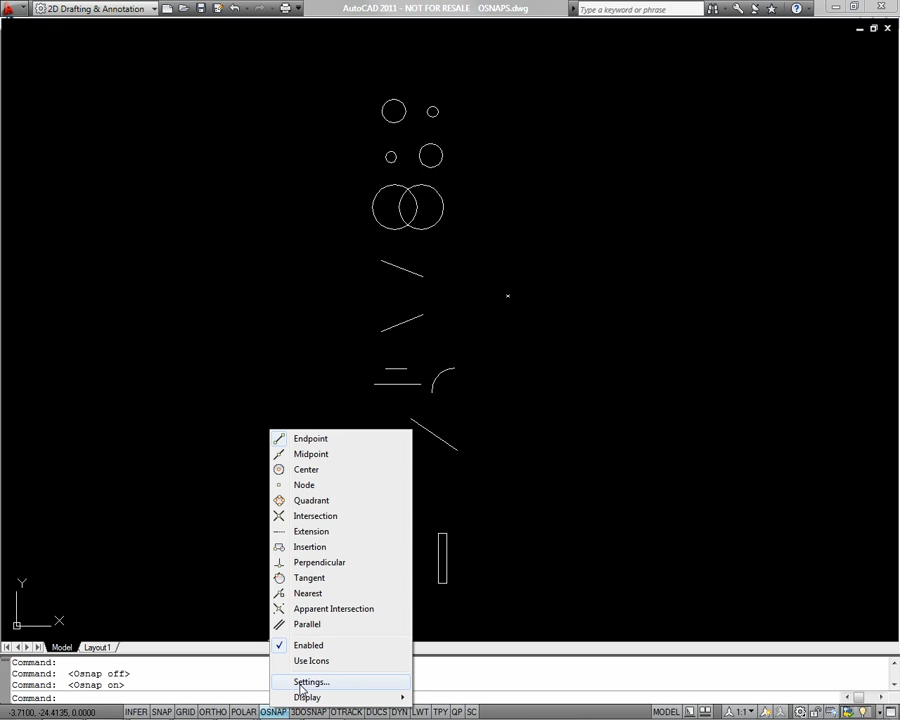 2D Drafting & Annotation
AutoCAD 2011 - NOT FOR RESALE OSNAPS.dwg
Type a keyword or phrase
Endpoint
Midpoint
Center
Node
Quadrant
Intersection
Extension
Insertion
Perpendicular
Tangent
Nearest
Apparent Intersection
Parallel
Enabled
Use Icons
Settings...
Display
Y
X
Model Layout1
Command:
Command: <Osnap off>
Command: <Osnap on>
Command:
-3.7100, -24.4135, 0.0000 INFER SNAP GRID ORTHO POLAR OSNAP 3DOSNAP OTRACK DUCS DYN LWT TPY QP SC MODEL 1:1